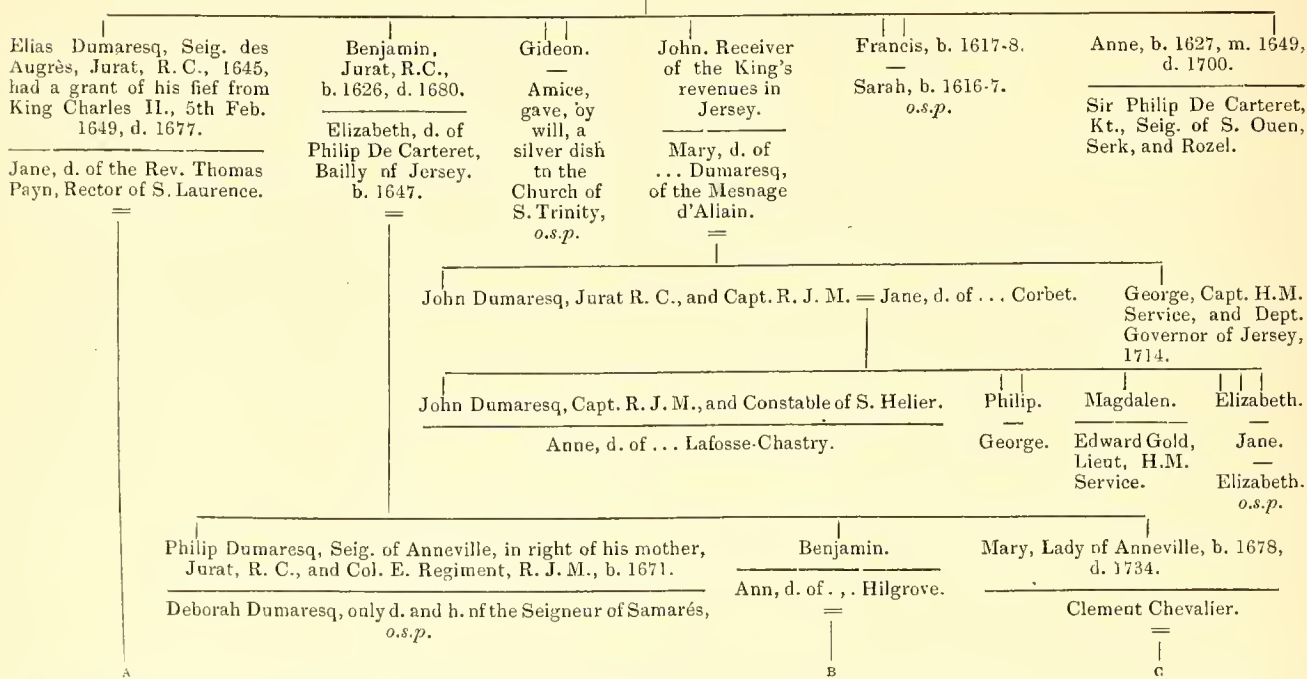 Elias Dumaresq, Seig. des
Augrès, Jurat, R. C., 1645,
had a grant of his fief from
King Charles II., 5th Feb.
1649, d. 1677.
Jane, d. of the Rev. Thomas
Payn, Rector of S. Laurence.
=
Benjamin,
Jurat, R.C.,
b. 1626, d. 1680.
Elizabeth, d. of
Philip De Carteret,
Bailly nf Jersey.
b. 1647.
=
Gideon.
—
Amice,
gave, oy
will, a
silver dish
tn the
Church of
S. Trinity,
o.s.p.
John. Receiver
of the King's
revenues in
Jersey.
Mary, d. of
... Dumaresq,
of the Mesnage
d'Aliain.
=
Francis, b. 1617-8.
—
Sarah, b. 1616-7.
o.s.p.
Anne, b. 1627, m. 1649,
d. 1700.
Sir Philip De Carteret,
Kt., Seig. of S. Ouen,
Serk, and Rozel.
John Dumaresq, Jurat R. C., and Capt. R. J. M. = Jane, d. of ... Corbet.
George, Capt. H.M.
Service, and Dept.
Governor of Jersey,
1714.
John Dumaresq, Capt. R. J. M., and Constable of S. Helier.
Anne, d. of ... Lafosse-Chastry.
Philip.
—
George.
Magdalen.
Edward Gold,
Lieut, H.M.
Service.
Elizabeth.
—
Jane.
—
Elizabeth.
o.s.p.
Philip Dumaresq, Seig. of Anneville, in right of his mother,
Jurat, R. C., and Col. E. Regiment, R. J. M., b. 1671.
Deborah Dumaresq, only d. and h. nf the Seigneur of Samarés,
o.s.p.
Benjamin.
Ann, d. of . , . Hilgrove.
=
Mary, Lady nf Anneville, b. 1678,
d. 1734.
Clement Chevalier.
=
A
B
C